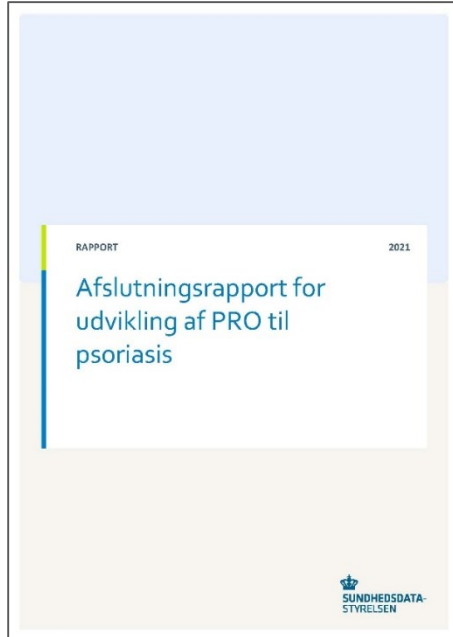 RAPPORT
2021
Afslutningsrapport for
udvikling af PRO til
psoriasis
SUNDHEDSDATA-
STYRELSEN